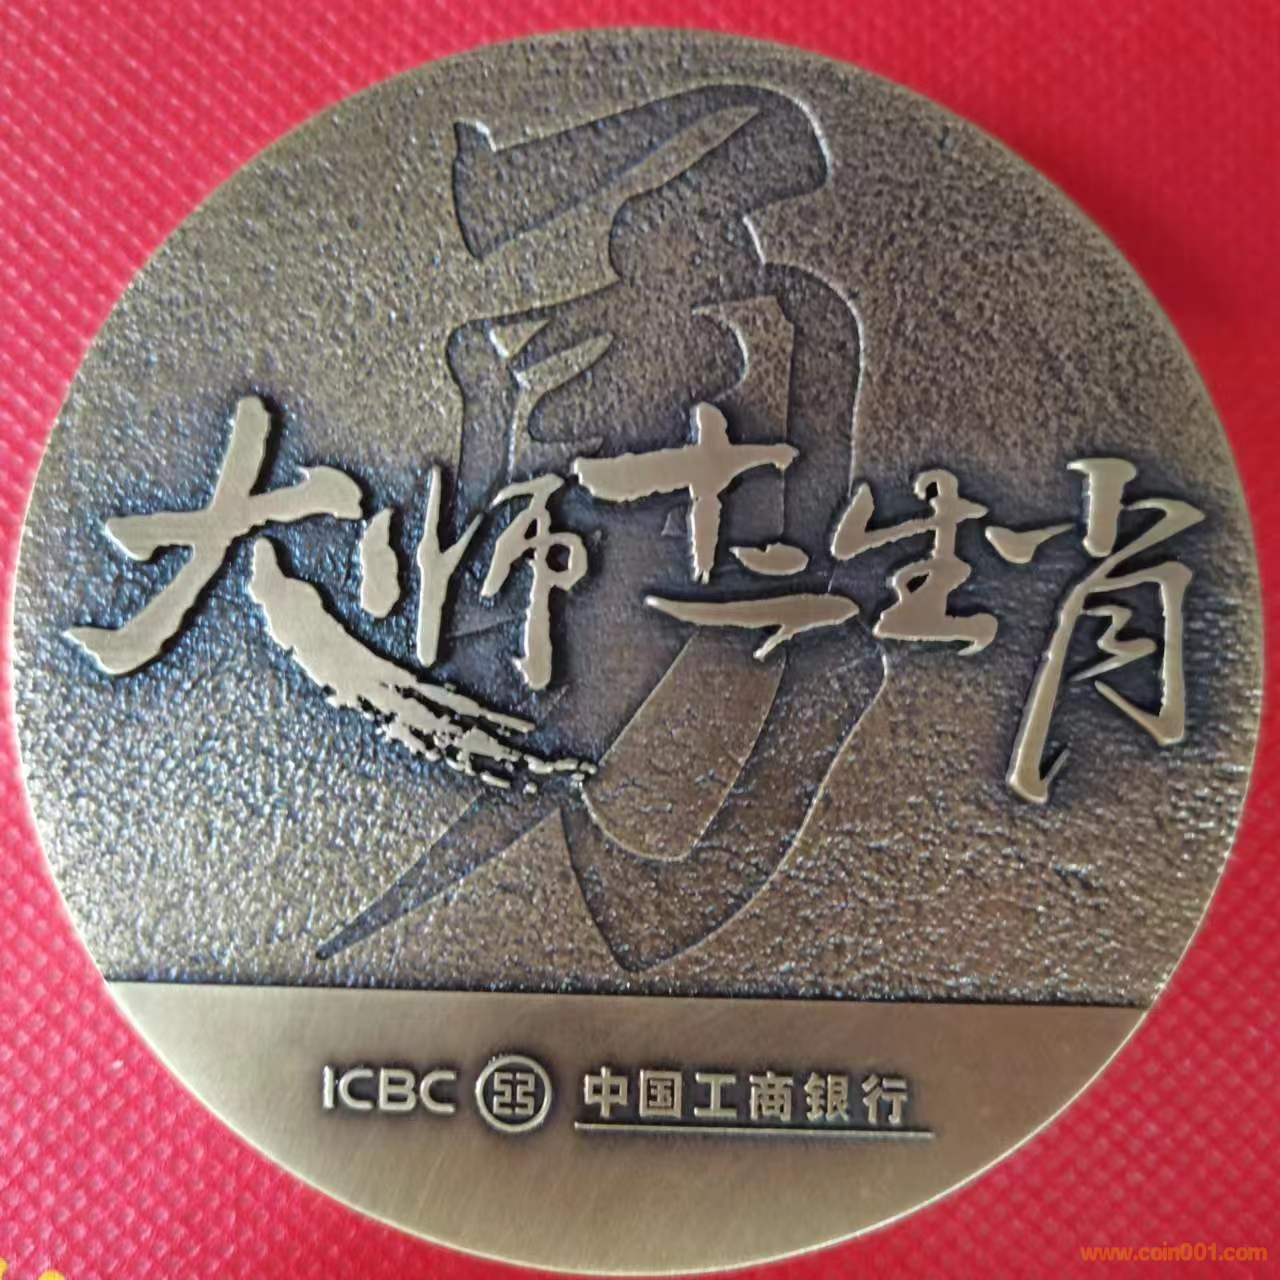 勇
大师十二生肖
ICBC 中国工商银行
www.coin001.com